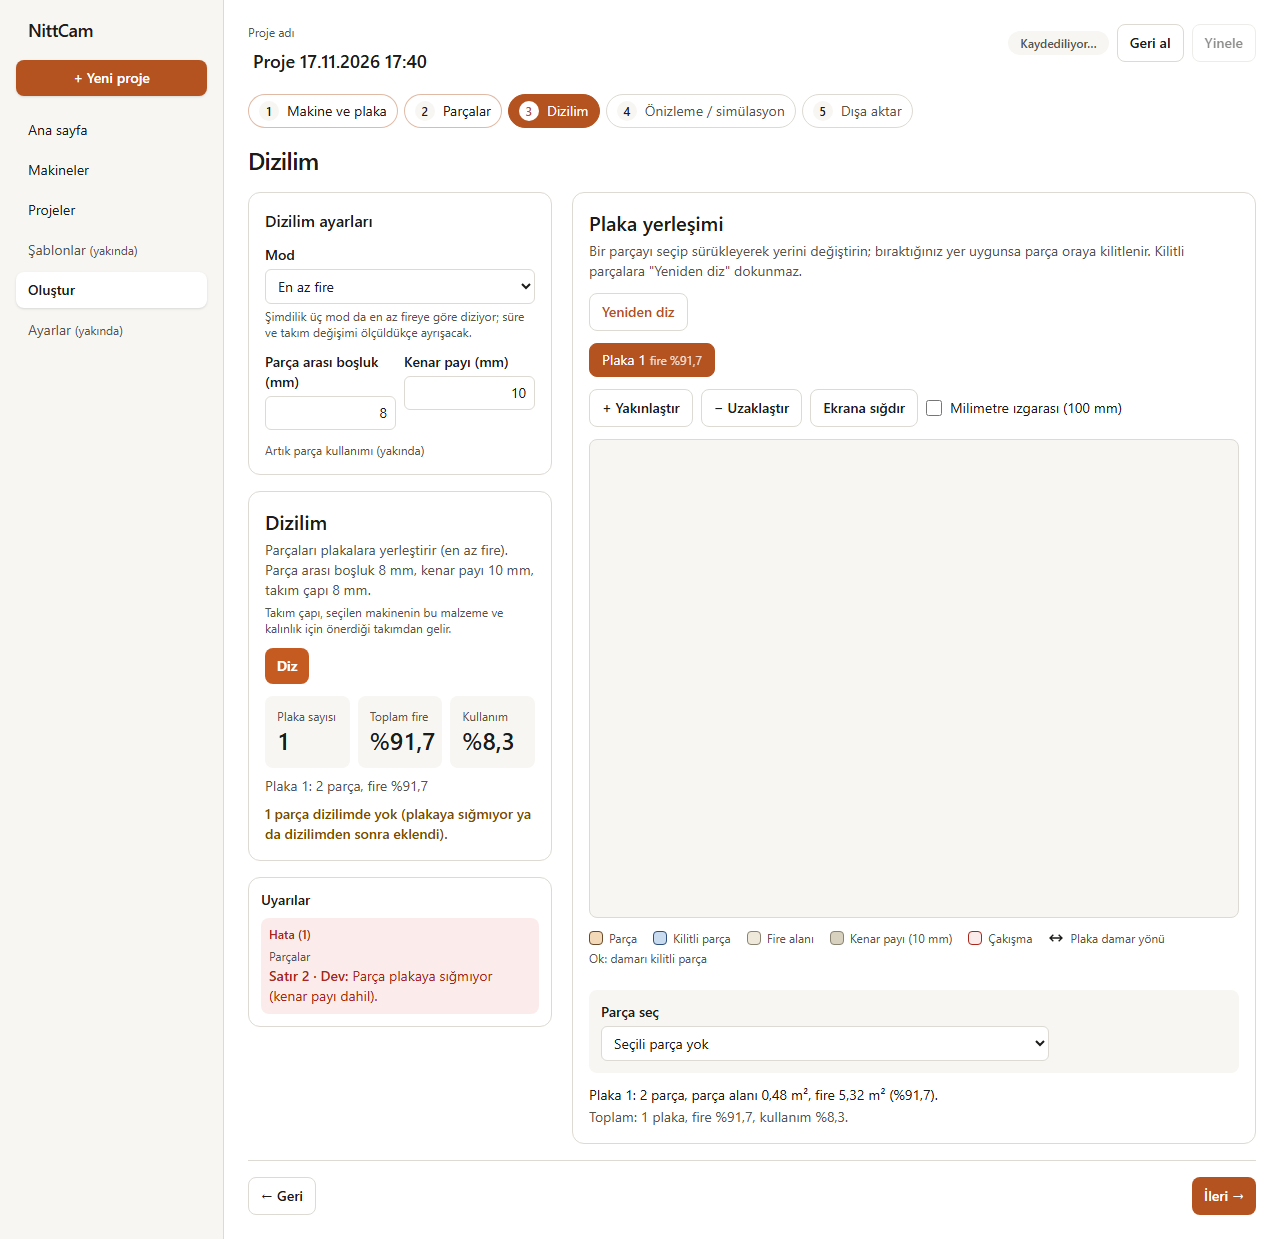 NittCam
+ Yeni proje
Ana sayfa
Makineler
Projeler
Şablonlar (yakında)
Oluştur
Ayarlar (yakında)
Proje adı
Proje 17.11.2026 17:40
Kaydediliyor...
Geri al
Yinele
1 Makine ve plaka
2 Parçalar
3 Dizilim
4 Önizleme / simülasyon
5 Dışa aktar
Dizilim
Dizilim ayarları
Mod
En az fire
Şimdilik üç mod da en az fireye göre diziyor; süre
ve takım değişimi ölçüldükçe ayrışacak.
Parça arası boşluk
(mm)
8
Kenar payı (mm)
10
Artık parça kullanımı (yakında)
Dizilim
Parçaları plakalara yerleştirir (en az fire).
Parça arası boşluk 8 mm, kenar payı 10 mm,
takım çapı 8 mm.
Takım çapı, seçilen makinenin bu malzeme ve
kalınlık için önerdiği takımdan gelir.
Diz
Plaka sayısı
1
Toplam fire
%91,7
Kullanım
%8,3
Plaka 1: 2 parça, fire %91,7
1 parça dizilimde yok (plakaya sığmıyor ya
da dizilimden sonra eklendi).
Uyarılar
Hata (1)
Parçalar
Satır 2 · Dev: Parça plakaya sığmıyor
(kenar payı dahil).
Plaka yerleşimi
Bir parçayı seçip sürükleyerek yerini değiştirin; bıraktığınız yer uygunsa parça oraya kilitlenir. Kilitli
parçalara "Yeniden diz" dokunmaz.
Yeniden diz
Plaka 1 fire %91,7
+ Yakınlaştır
− Uzaklaştır
Ekrana sığdır
Milimetre ızgarası (100 mm)
Parça
Kilitli parça
Fire alanı
Kenar payı (10 mm)
Çakışma
↔ Plaka damar yönü
Ok: damarı kilitli parça
Parça seç
Seçili parça yok
Plaka 1: 2 parça, parça alanı 0,48 m², fire 5,32 m² (%91,7).
Toplam: 1 plaka, fire %91,7, kullanım %8,3.
← Geri
İleri →